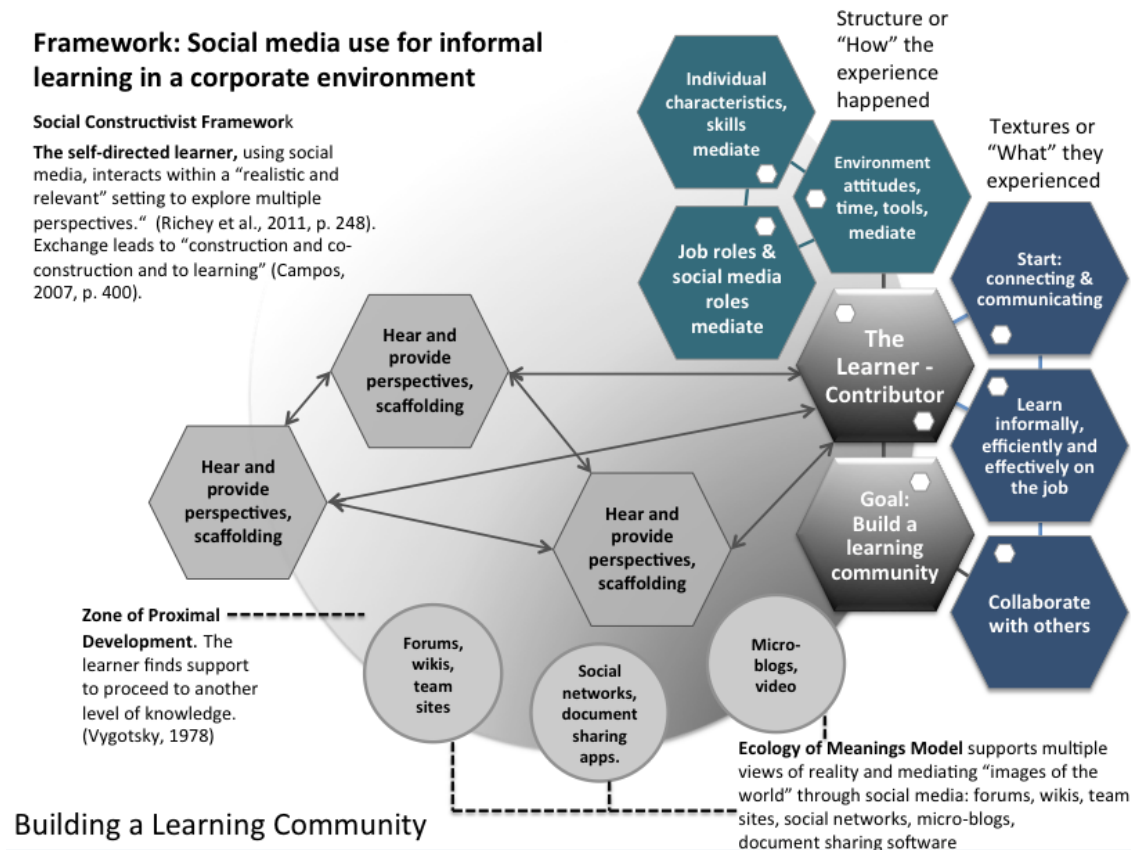 Framework: Social media use for informal
learning in a corporate environment
Social Constructivist Framework
The self-directed learner, using social
media, interacts within a “realistic and
relevant” setting to explore multiple
perspectives.“ (Richey et al., 2011, p. 248).
Exchange leads to “construction and co-
construction and to learning” (Campos,
2007, p. 400).
Structure or
“How” the
experience
happened
Textures or
“What” they
experienced
Individual
characteristics,
skills
mediate
Environment
attitudes,
time, tools,
mediate
Job roles &
social media
roles
mediate
Start:
connecting &
communicating
The
Learner -
Contributor
Learn
informally,
efficiently and
effectively on
the job
Goal:
Build a
learning
community
Collaborate
with others
Hear and
provide
perspectives,
scaffolding
Hear and
provide
perspectives,
scaffolding
Hear and
provide
perspectives,
scaffolding
Zone of Proximal
Development. The
learner finds support
to proceed to another
level of knowledge.
(Vygotsky, 1978)
Forums,
wikis,
team
sites
Social
networks,
document
sharing
apps.
Micro-
blogs,
video
Ecology of Meanings Model supports multiple
views of reality and mediating “images of the
world” through social media: forums, wikis, team
sites, social networks, micro-blogs,
document sharing software
Building a Learning Community